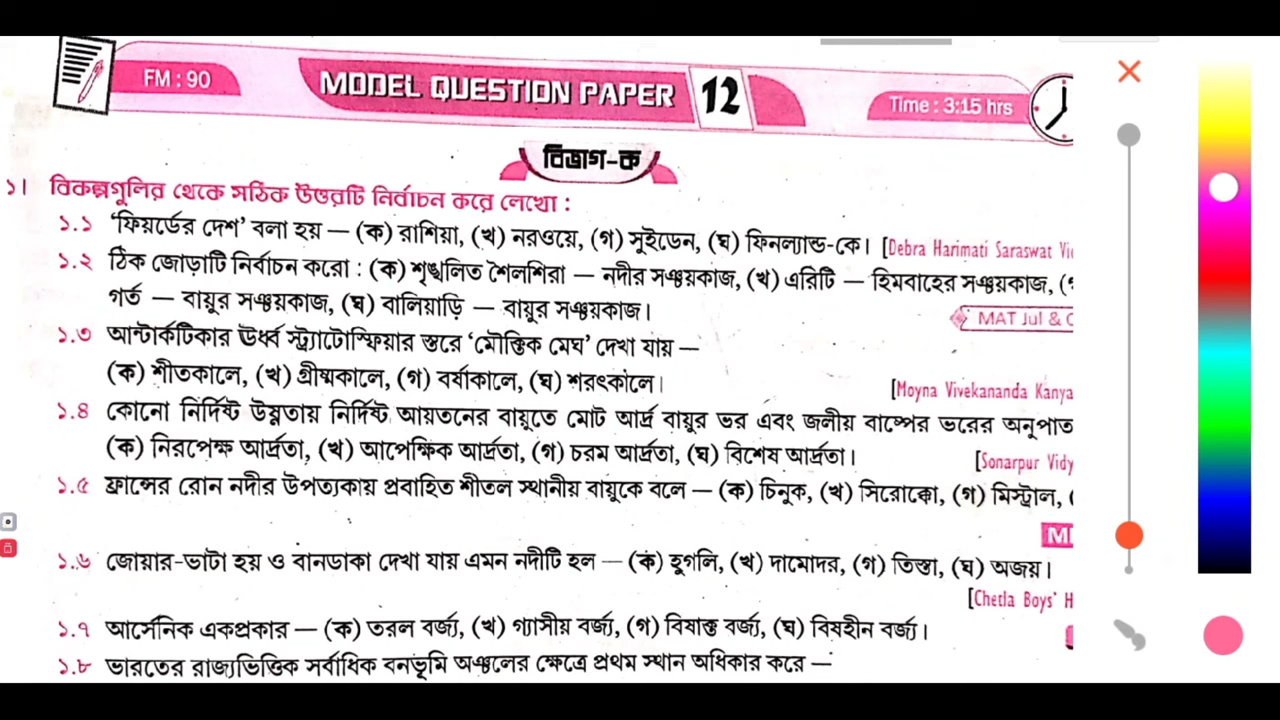 FM : 90
MODEL QUESTION PAPER 12
Time : 3:15 hrs
বিভাগ-ক
১। বিকল্পগুলির থেকে সঠিক উত্তরটি নির্বাচন করে লেখো :
১.১ ‘ফিয়র্ডের দেশ’ বলা হয় — (ক) রাশিয়া, (খ) নরওয়ে, (গ) সুইডেন, (ঘ) ফিনল্যান্ড-কে। [Debra Harimati Saraswat
১.২ ঠিক জোড়াটি নির্বাচন করো : (ক) শৃঙ্খলিত শৈলশিরা — নদীর সঞ্চয়কাজ, (খ) এরিটি — হিমবাহের সঞ্চয়কাজ,
গর্ত — বায়ুর সঞ্চয়কাজ, (ঘ) বালিয়াড়ি — বায়ুর সঞ্চয়কাজ।
MAT Jul &
১.৩ আন্টার্কটিকার ঊর্ধ্ব স্ট্র্যাটোস্ফিয়ার স্তরে ‘মৌক্তিক মেঘ’ দেখা যায় —
(ক) শীতকালে, (খ) গ্রীষ্মকালে, (গ) বর্ষাকালে, (ঘ) শরৎকালে। [Moyna Vivekananda Kanya
১.৪ কোনো নির্দিষ্ট উষ্ণতায় নির্দিষ্ট আয়তনের বায়ুতে মোট আর্দ্র বায়ুর ভর এবং জলীয় বাষ্পের ভরের অনুপাত
(ক) নিরপেক্ষ আর্দ্রতা, (খ) আপেক্ষিক আর্দ্রতা, (গ) চরম আর্দ্রতা, (ঘ) বিশেষ আর্দ্রতা। [Sonarpur Vidy
১.৫ ফ্রান্সের রোন নদীর উপত্যকায় প্রবাহিত শীতল স্থানীয় বায়ুকে বলে — (ক) চিনুক, (খ) সিরোক্কো, (গ) মিস্ট্রাল,
১.৬ জোয়ার-ভাটা হয় ও বানডাকা দেখা যায় এমন নদীটি হল — (ক) হুগলি, (খ) দামোদর, (গ) তিস্তা, (ঘ) অজয়।
[Chetla Boys' H
১.৭ আর্সেনিক একপ্রকার — (ক) তরল বর্জ্য, (খ) গ্যাসীয় বর্জ্য, (গ) বিষাক্ত বর্জ্য, (ঘ) বিষহীন বর্জ্য।
১.৮ ভারতের রাজ্যভিত্তিক সর্বাধিক বনভূমি অঞ্চলের ক্ষেত্রে প্রথম স্থান অধিকার করে —